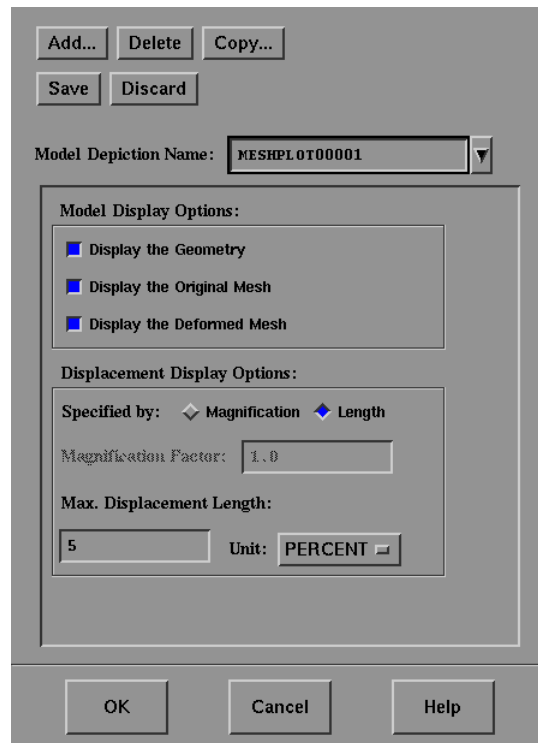 Add... Delete Copy...
Save Discard
Model Depiction Name: MESHPLOT00001
Model Display Options:
Display the Geometry
Display the Original Mesh
Display the Deformed Mesh
Displacement Display Options:
Specified by: Magnification Length
Magnification Factor: 1.0
Max. Displacement Length:
5 Unit: PERCENT
OK Cancel Help